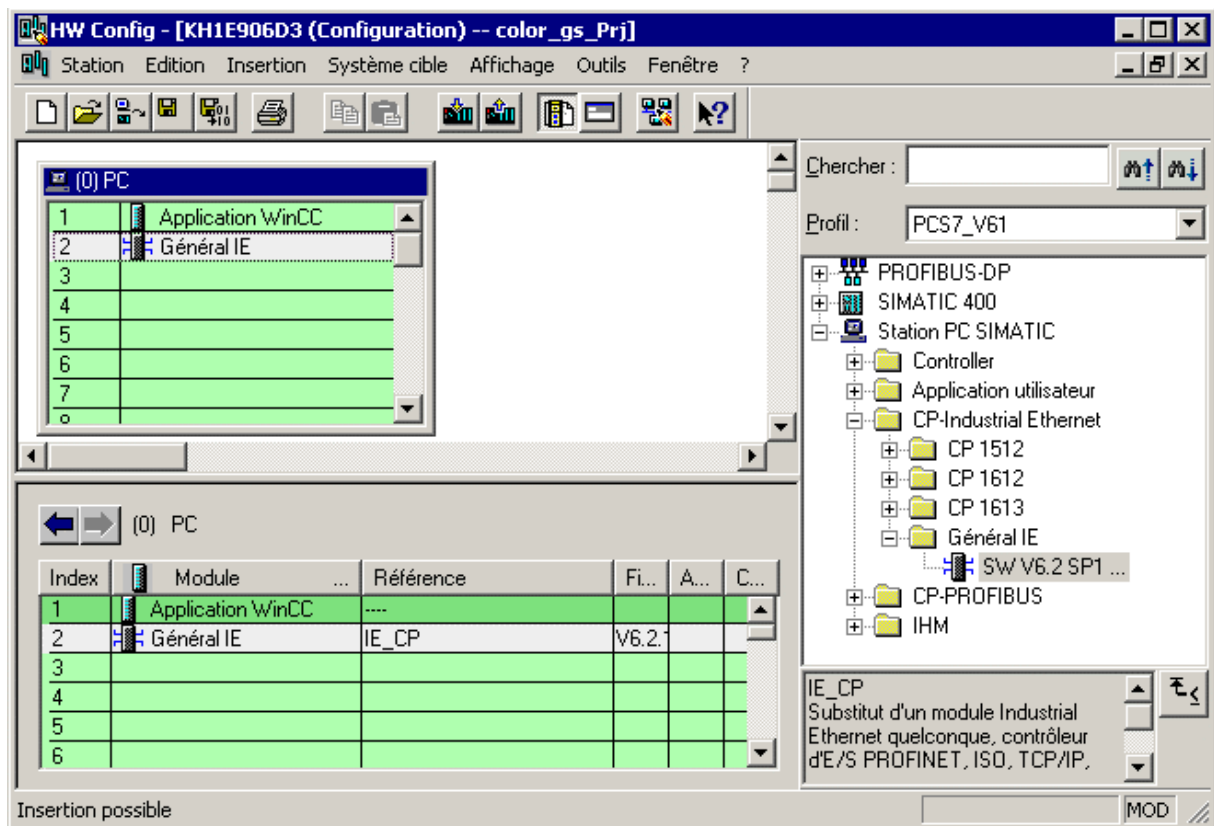 HW Config - [KH1E906D3 (Configuration) -- color_gs_Prj]
Station Edition Insertion Système cible Affichage Outils Fenêtre ?
(0) PC
1 Application WinCC
2 Général IE
3
4
5
6
7
Chercher :
Profil : PCS7_V61
PROFIBUS-DP
SIMATIC 400
Station PC SIMATIC
Controller
Application utilisateur
CP-Industrial Ethernet
CP 1512
CP 1612
CP 1613
Général IE
SW V6.2 SP1 ...
CP-PROFIBUS
IHM
(0) PC
Index Module ... Référence Fi... A... C...
1 Application WinCC ----
2 Général IE IE_CP V6.2.
3
4
5
6
IE_CP
Substitut d'un module Industrial
Ethernet quelconque, contrôleur
d'E/S PROFINET, ISO, TCP/IP,
Insertion possible
MOD